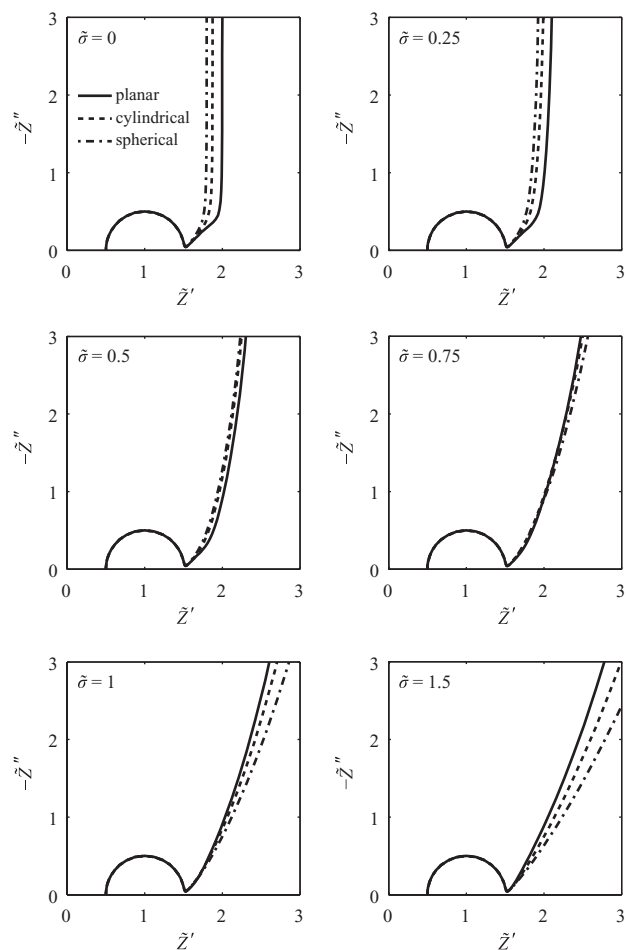 3
σ̃ = 0
2
planar
cylindrical
spherical
−Z̃″
1
0
0 1 2 3
Z̃′
3
σ̃ = 0.25
2
−Z̃″
1
0
0 1 2 3
Z̃′
3
σ̃ = 0.5
2
−Z̃″
1
0
0 1 2 3
Z̃′
3
σ̃ = 0.75
2
−Z̃″
1
0
0 1 2 3
Z̃′
3
σ̃ = 1
2
−Z̃″
1
0
0 1 2 3
Z̃′
3
σ̃ = 1.5
2
−Z̃″
1
0
0 1 2 3
Z̃′